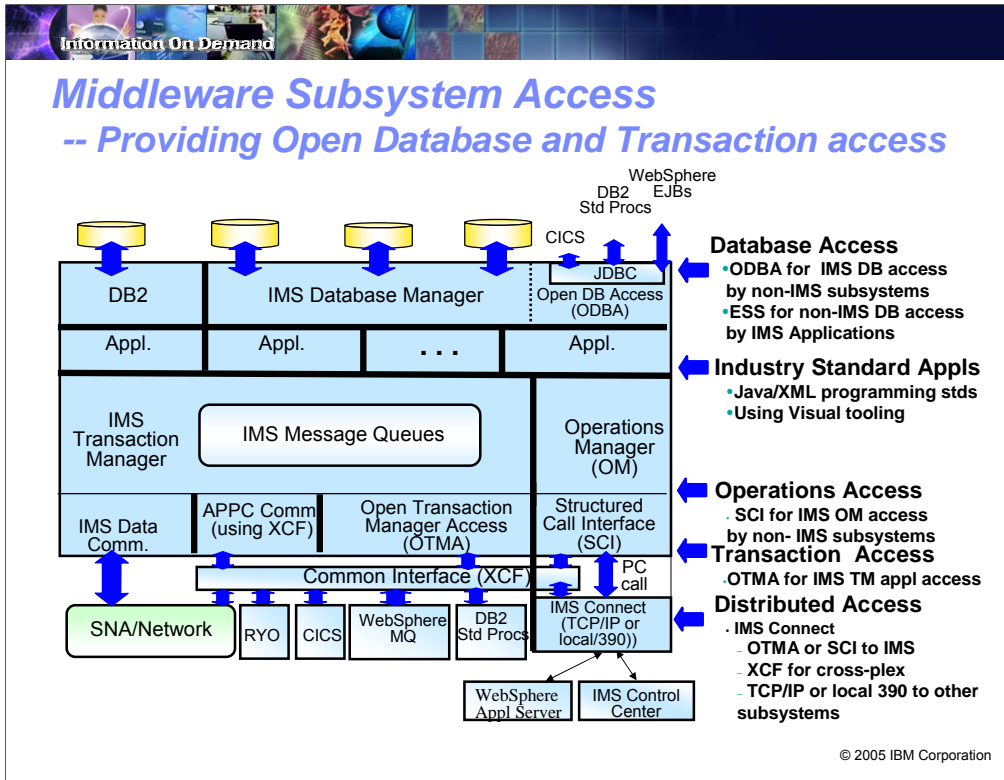 Information On Demand
Middleware Subsystem Access
-- Providing Open Database and Transaction access
WebSphere
EJBs
DB2
Std Procs
CICS
JDBC
DB2
IMS Database Manager
Open DB Access
(ODBA)
Appl.
Appl.
. . .
Appl.
IMS
Transaction
Manager
IMS Message Queues
Operations
Manager
(OM)
IMS Data
Comm.
APPC Comm
(using XCF)
Open Transaction
Manager Access
(OTMA)
Structured
Call Interface
(SCI)
Common Interface (XCF)
PC
call
SNA/Network
RYO
CICS
WebSphere
MQ
DB2
Std Procs
IMS Connect
(TCP/IP or
local/390))
WebSphere
Appl Server
IMS Control
Center
Database Access
•ODBA for IMS DB access
by non-IMS subsystems
•ESS for non-IMS DB access
by IMS Applications
Industry Standard Appls
•Java/XML programming stds
•Using Visual tooling
Operations Access
· SCI for IMS OM access
by non- IMS subsystems
Transaction Access
·OTMA for IMS TM appl access
Distributed Access
· IMS Connect
– OTMA or SCI to IMS
– XCF for cross-plex
– TCP/IP or local 390 to other
subsystems
© 2005 IBM Corporation